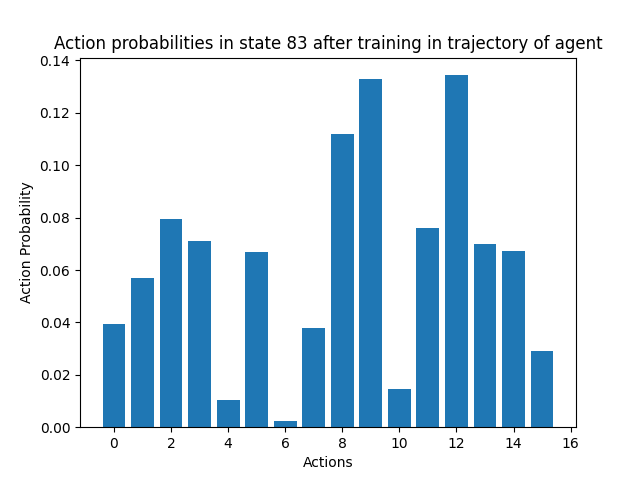 Action probabilities in state 83 after training in trajectory of agent
0.14
0.12
0.10
0.08
0.06
0.04
0.02
0.00
Action Probability
0 2 4 6 8 10 12 14 16
Actions